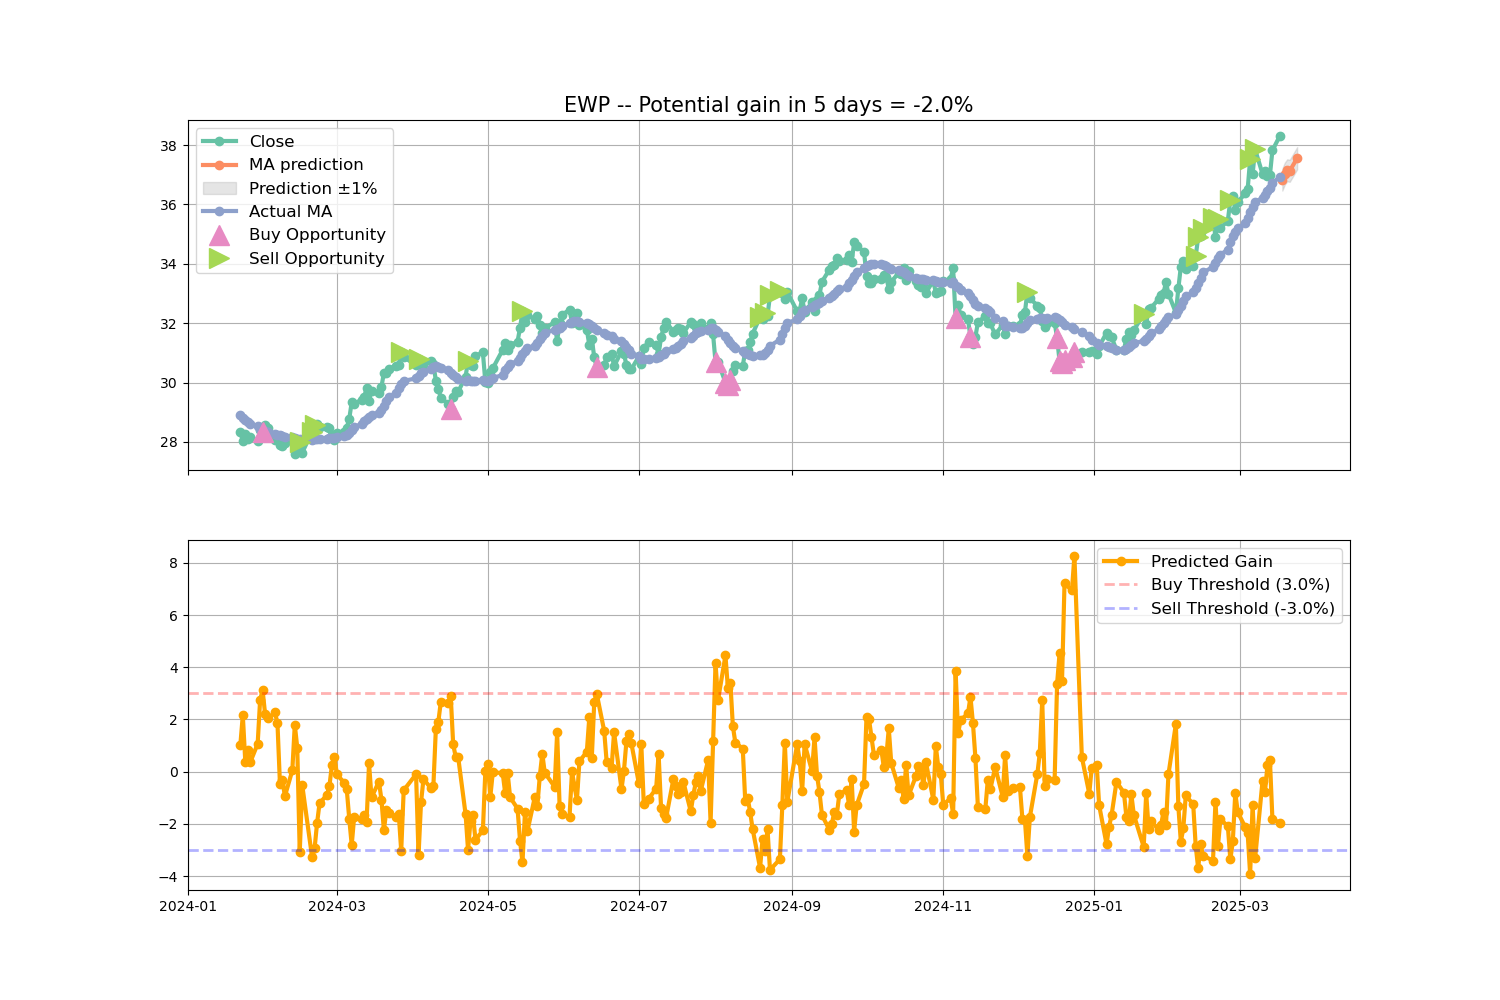 EWP -- Potential gain in 5 days = -2.0%
38
36
34
32
30
28
Close
MA prediction
Prediction ±1%
Actual MA
Buy Opportunity
Sell Opportunity
8
6
4
2
0
−2
−4
Predicted Gain
Buy Threshold (3.0%)
Sell Threshold (-3.0%)
2024-01
2024-03
2024-05
2024-07
2024-09
2024-11
2025-01
2025-03